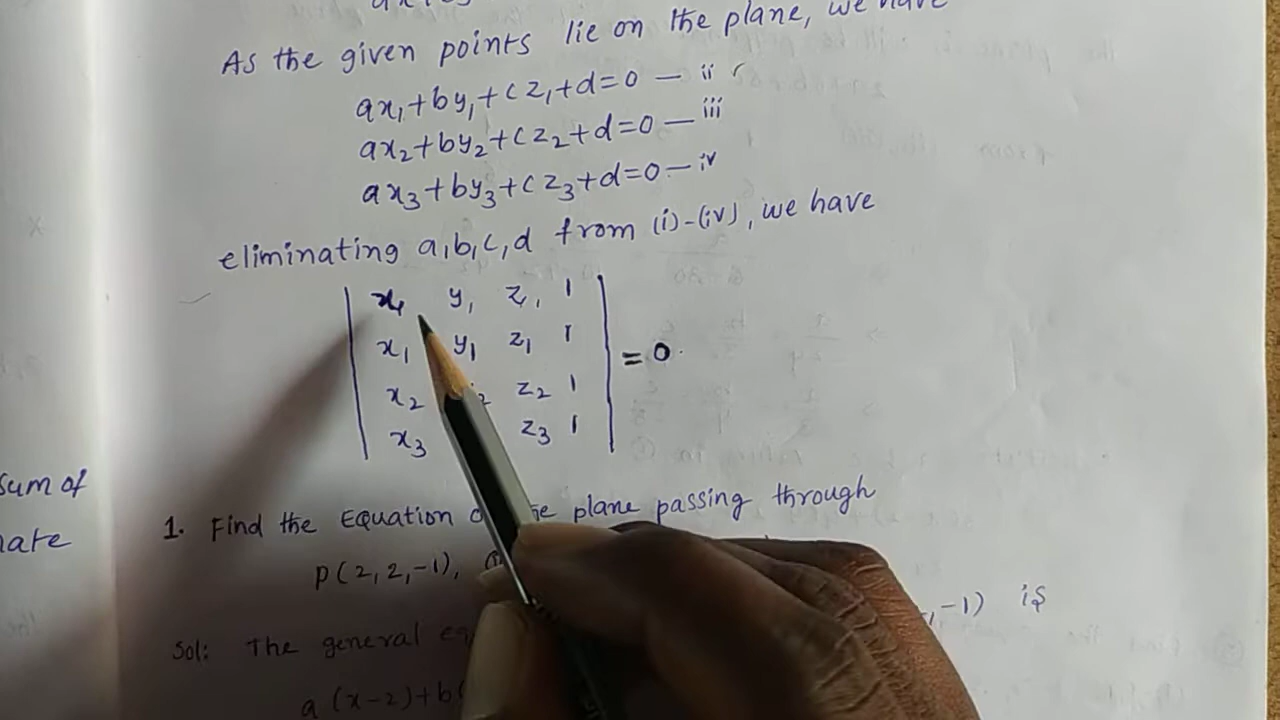 As the given points lie on the plane, we have
ax₁+by₁+cz₁+d=0 — ii
ax₂+by₂+cz₂+d=0 — iii
ax₃+by₃+cz₃+d=0 — iv
eliminating a,b,c,d from (i)-(iv), we have
y₁ z₁ 1
x₁ y₁ z₁ 1
x₂ z₂ 1 = 0
x₃ z₃ 1
sum of
1. Find the Equation plane passing through
P(2,2,-1), ,-1) is
Sol: The general
a(x-2)+b(